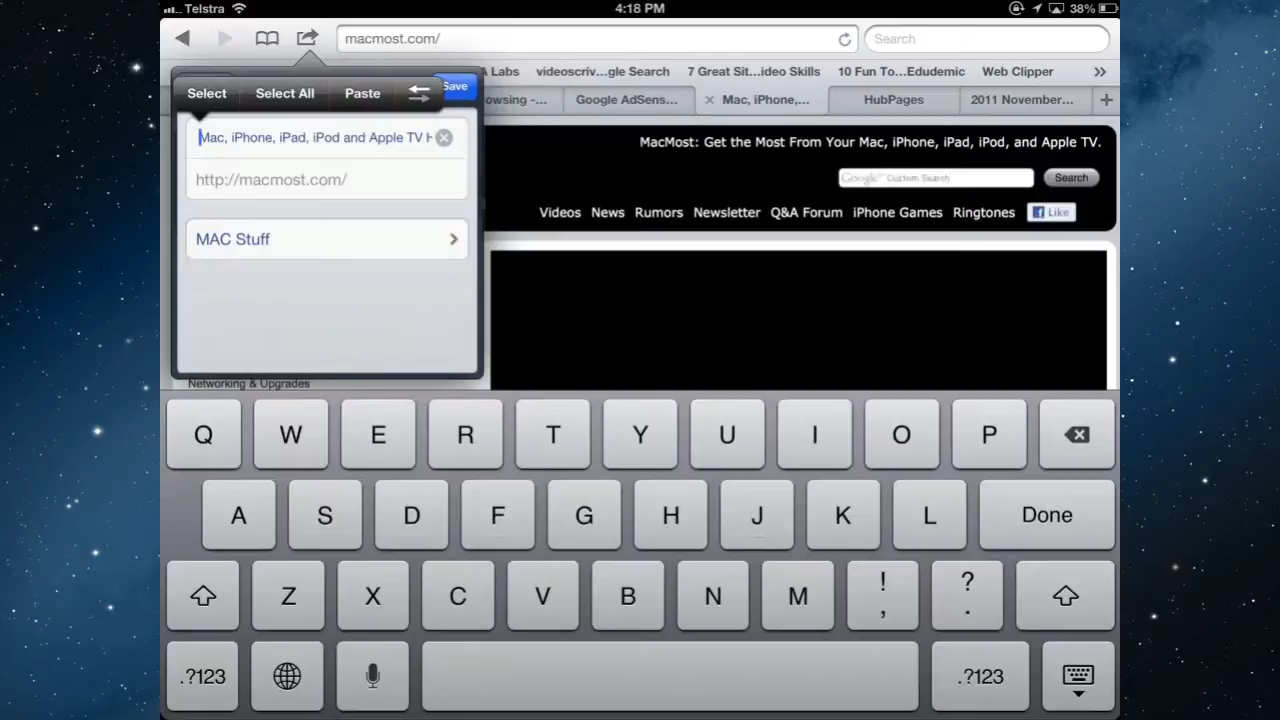 Telstra 4:18 PM 38%
macmost.com/ Search
A Labs videoscriv...gle Search 7 Great Sit...ideo Skills 10 Fun To...Edudemic Web Clipper
owsing -... Google AdSens... Mac, iPhone,... HubPages 2011 November...
Select Select All Paste Save
Mac, iPhone, iPad, iPod and Apple TV H
http://macmost.com/
MAC Stuff
MacMost: Get the Most From Your Mac, iPhone, iPad, iPod, and Apple TV.
Google™ Custom Search Search
Videos News Rumors Newsletter Q&A Forum iPhone Games Ringtones Like
Networking & Upgrades
Q W E R T Y U I O P
A S D F G H J K L Done
Z X C V B N M ! , ? .
.?123 .?123